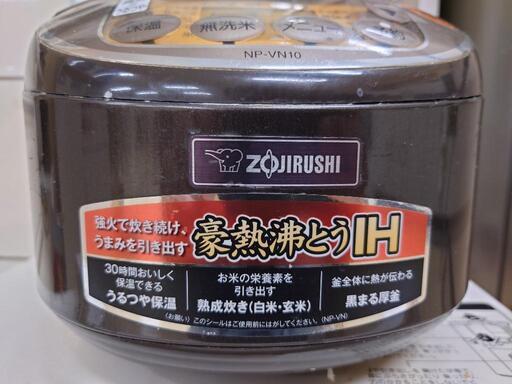 保温
無洗米
メニュー
NP-VN10
ZOJIRUSHI
強火で炊き続け、
うまみを引き出す
豪熱沸とうIH
30時間おいしく
保温できる
うるつや保温
お米の栄養素を
引き出す
熟成炊き(白米・玄米)
釜全体に熱が伝わる
黒まる厚釜
〈お願い〉このシールはご使用前にはがしてください。 (NP-VN)